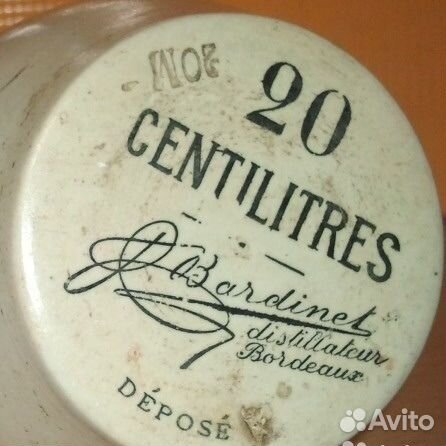 20
CENTILITRES
Bardinet
distillateur
Bordeaux
DÉPOSÉ
Avito